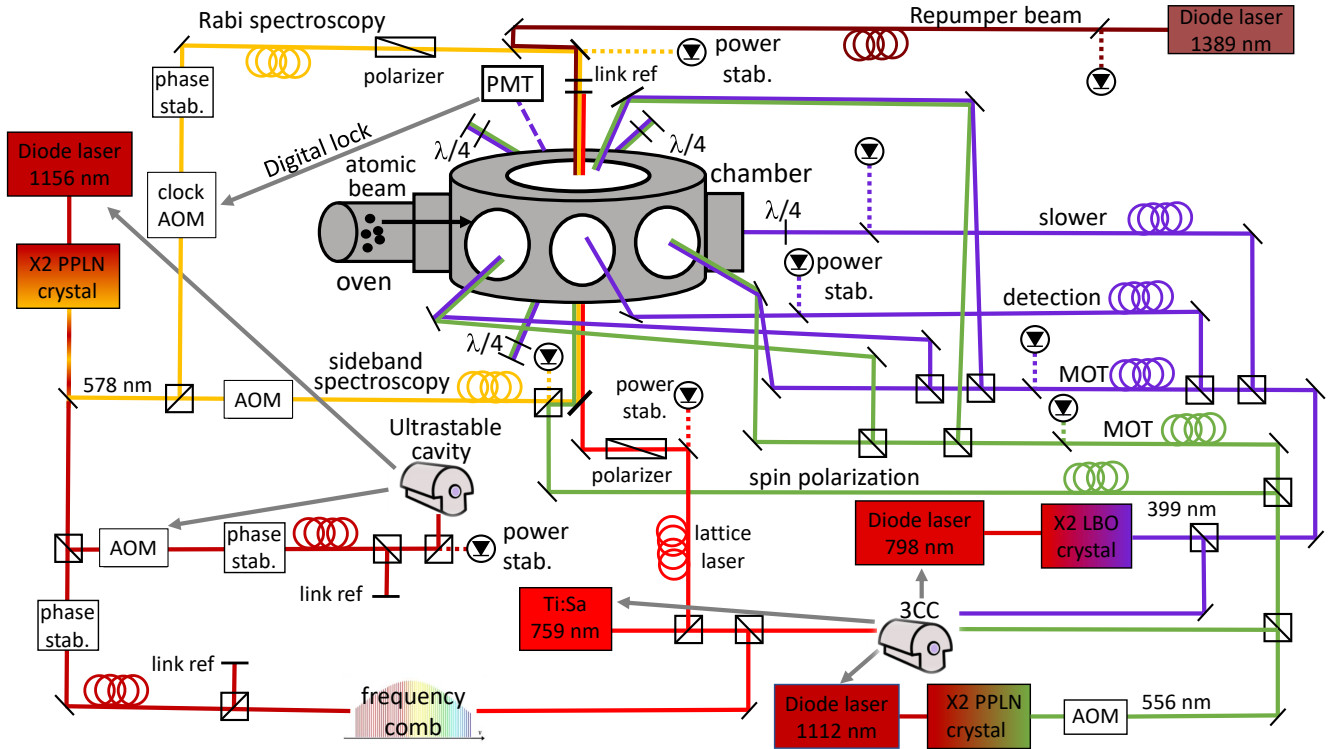 Rabi spectroscopy
Repumper beam
Diode laser
1389 nm
polarizer
power
stab.
phase
stab.
PMT
link ref
Digital lock
λ/4
λ/4
Diode laser
1156 nm
atomic
beam
chamber
clock
AOM
λ/4
slower
oven
X2 PPLN
crystal
power
stab.
detection
λ/4
sideband
spectroscopy
578 nm
AOM
MOT
power
stab.
MOT
Ultrastable
cavity
polarizer
spin polarization
399 nm
Diode laser
798 nm
X2 LBO
crystal
AOM
phase
stab.
power
stab.
lattice
laser
link ref
Ti:Sa
759 nm
3CC
phase
stab.
link ref
frequency
comb
ν
Diode laser
1112 nm
X2 PPLN
crystal
AOM
556 nm